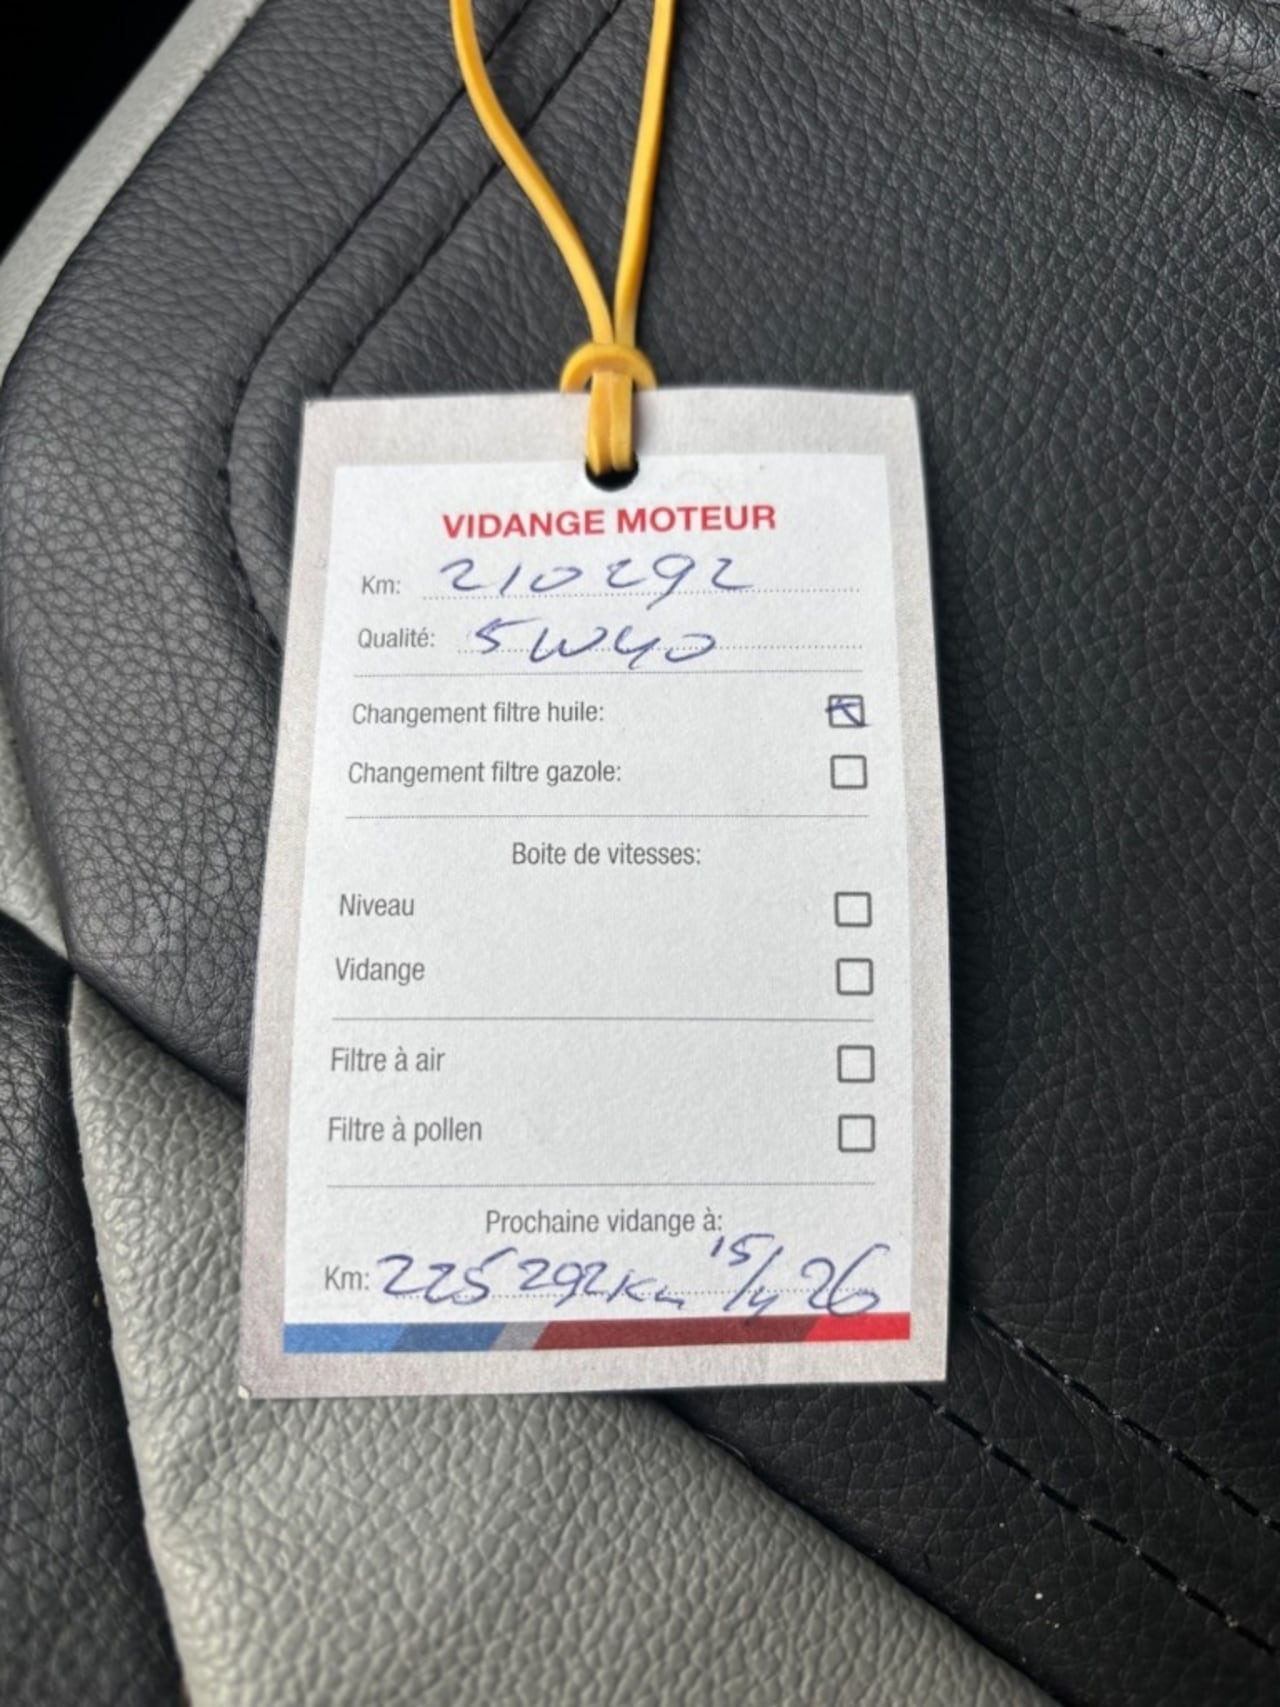 VIDANGE MOTEUR
Km: 210292
Qualité: 5W40
Changement filtre huile:
Changement filtre gazole:
Boite de vitesses:
Niveau
Vidange
Filtre à air
Filtre à pollen
Prochaine vidange à:
Km: 225292Km 15/4 26